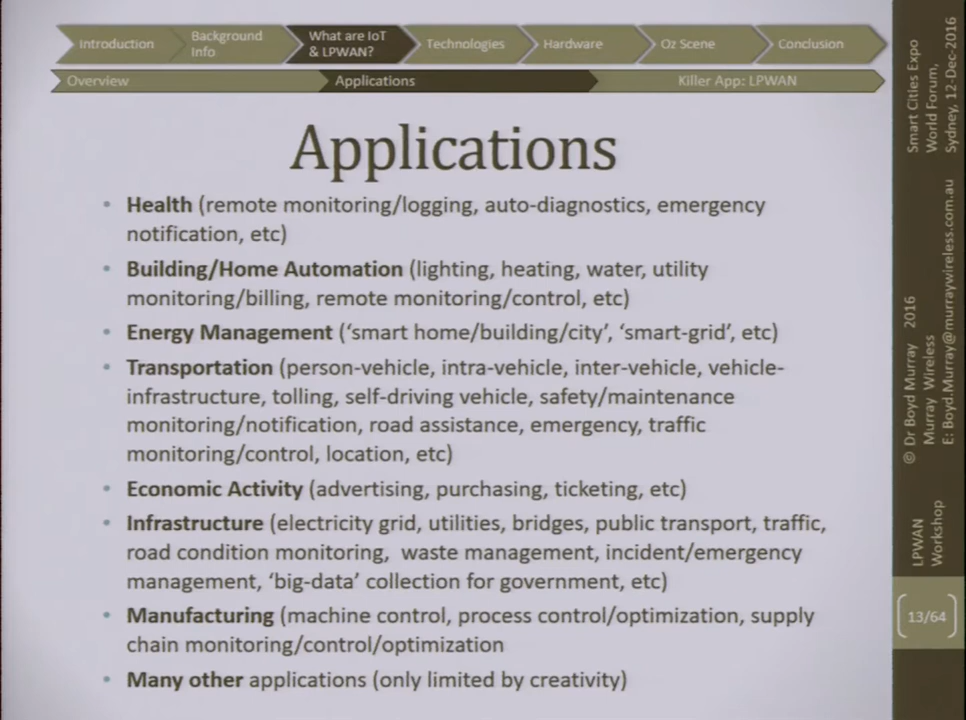 Introduction
Background
Info
What are IoT
& LPWAN?
Technologies
Hardware
Oz Scene
Conclusion
Overview
Applications
Killer App: LPWAN
Applications
• Health (remote monitoring/logging, auto-diagnostics, emergency
notification, etc)
• Building/Home Automation (lighting, heating, water, utility
monitoring/billing, remote monitoring/control, etc)
• Energy Management (‘smart home/building/city’, ‘smart-grid’, etc)
• Transportation (person-vehicle, intra-vehicle, inter-vehicle, vehicle-
infrastructure, tolling, self-driving vehicle, safety/maintenance
monitoring/notification, road assistance, emergency, traffic
monitoring/control, location, etc)
• Economic Activity (advertising, purchasing, ticketing, etc)
• Infrastructure (electricity grid, utilities, bridges, public transport, traffic,
road condition monitoring, waste management, incident/emergency
management, ‘big-data’ collection for government, etc)
• Manufacturing (machine control, process control/optimization, supply
chain monitoring/control/optimization
• Many other applications (only limited by creativity)
Smart Cities Expo
World Forum,
Sydney, 12-Dec-2016
© Dr Boyd Murray 2016
Murray Wireless
E: Boyd.Murray@murraywireless.com.au
LPWAN
Workshop
13/64